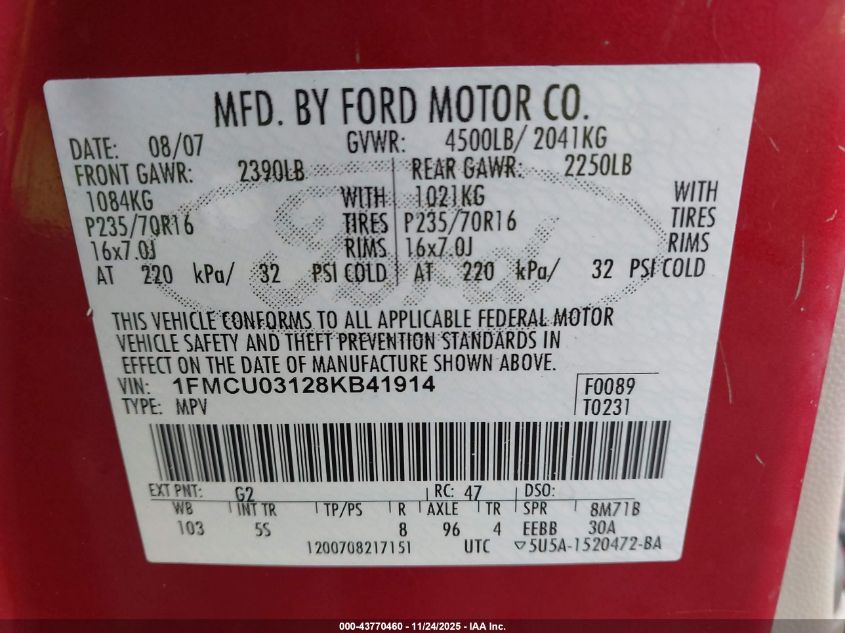 MFD. BY FORD MOTOR CO.
DATE: 08/07 GVWR: 4500LB/ 2041KG
FRONT GAWR: 2390LB REAR GAWR: 2250LB
1084KG WITH 1021KG WITH
P235/70R16 TIRES P235/70R16 TIRES
16x7.0J RIMS 16x7.0J RIMS
AT 220 kPa/ 32 PSI COLD AT 220 kPa/ 32 PSI COLD
THIS VEHICLE CONFORMS TO ALL APPLICABLE FEDERAL MOTOR
VEHICLE SAFETY AND THEFT PREVENTION STANDARDS IN
EFFECT ON THE DATE OF MANUFACTURE SHOWN ABOVE.
VIN: 1FMCU03128KB41914 F0089
TYPE: MPV T0231
EXT PNT: G2 RC: 47 DSO:
WB INT TR TP/PS R AXLE TR SPR 8M71B
103 5S 8 96 4 EEBB 30A
1200708217151 UTC ▽5U5A-1520472-BA
Ford
000-43770460 - 11/24/2025 - IAA Inc.